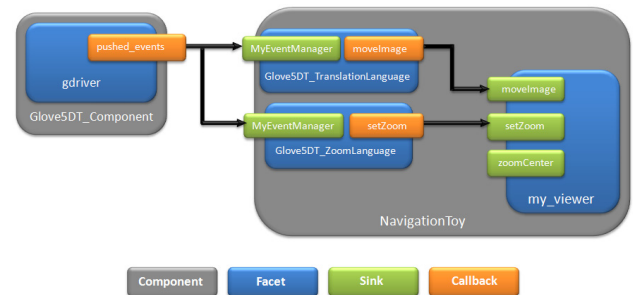 pushed_events
gdriver
Glove5DT_Component
MyEventManager
moveImage
Glove5DT_TranslationLanguage
MyEventManager
setZoom
Glove5DT_ZoomLanguage
moveImage
setZoom
zoomCenter
my_viewer
NavigationToy
Component
Facet
Sink
Callback